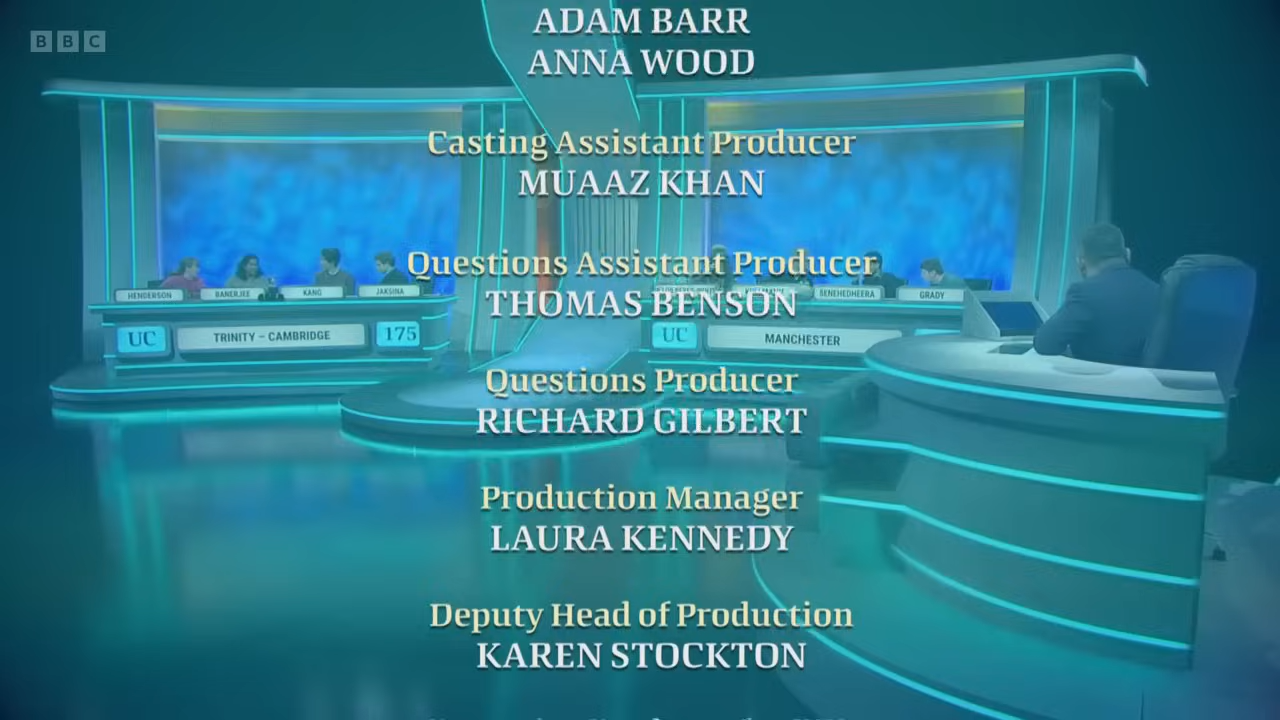 BBC
ADAM BARR
ANNA WOOD
Casting Assistant Producer
MUAAZ KHAN
Questions Assistant Producer
THOMAS BENSON
Questions Producer
RICHARD GILBERT
Production Manager
LAURA KENNEDY
Deputy Head of Production
KAREN STOCKTON
HENDERSON
BANERJEE
KANG
JAKSINA
UC
TRINITY – CAMBRIDGE
175
BENEHEDHEERA
GRADY
UC
MANCHESTER